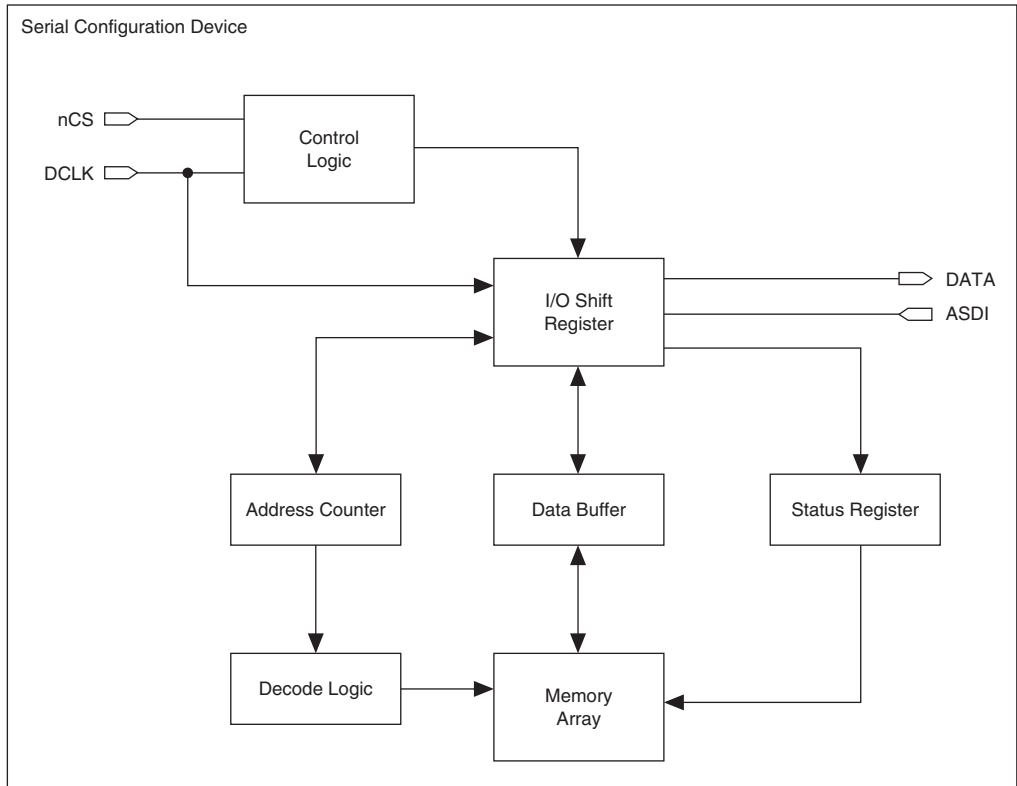 Serial Configuration Device
nCS
Control
Logic
DCLK
I/O Shift
Register
DATA
ASDI
Address Counter
Data Buffer
Status Register
Decode Logic
Memory
Array